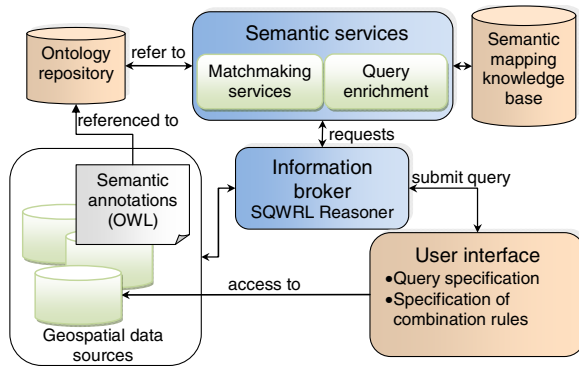 Ontology
repository
refer to
Semantic services
Matchmaking
services
Query
enrichment
Semantic
mapping
knowledge
base
referenced to
requests
Semantic
annotations
(OWL)
Information
broker
SQWRL Reasoner
submit query
User interface
•Query specification
•Specification of
combination rules
access to
Geospatial data
sources